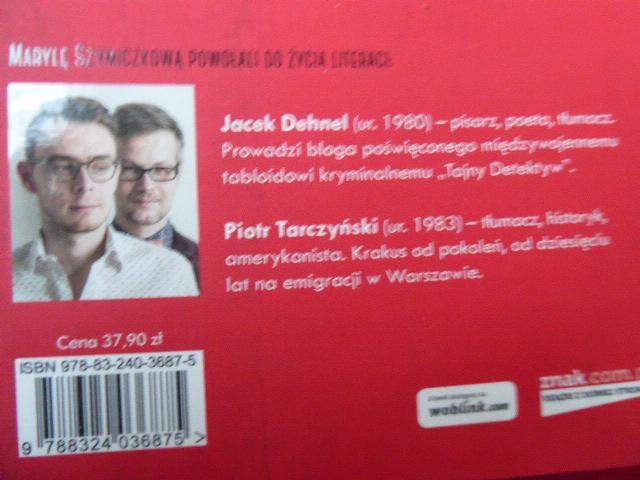 MARYLĘ SZYMICZKOWĄ POWOŁALI DO ŻYCIA LITERACI:
Jacek Dehnel (ur. 1980) – pisarz, poeta, tłumacz.
Prowadzi bloga poświęconego międzywojennemu
tabloidowi kryminalnemu „Tajny Detektyw”.
Piotr Tarczyński (ur. 1983) – tłumacz, historyk,
amerykanista. Krakus od pokoleń, od dziesięciu
lat na emigracji w Warszawie.
Cena 37,90 zł
ISBN 978-83-240-3687-5
9 788324 036875 >
woblink.com
znak.com.p